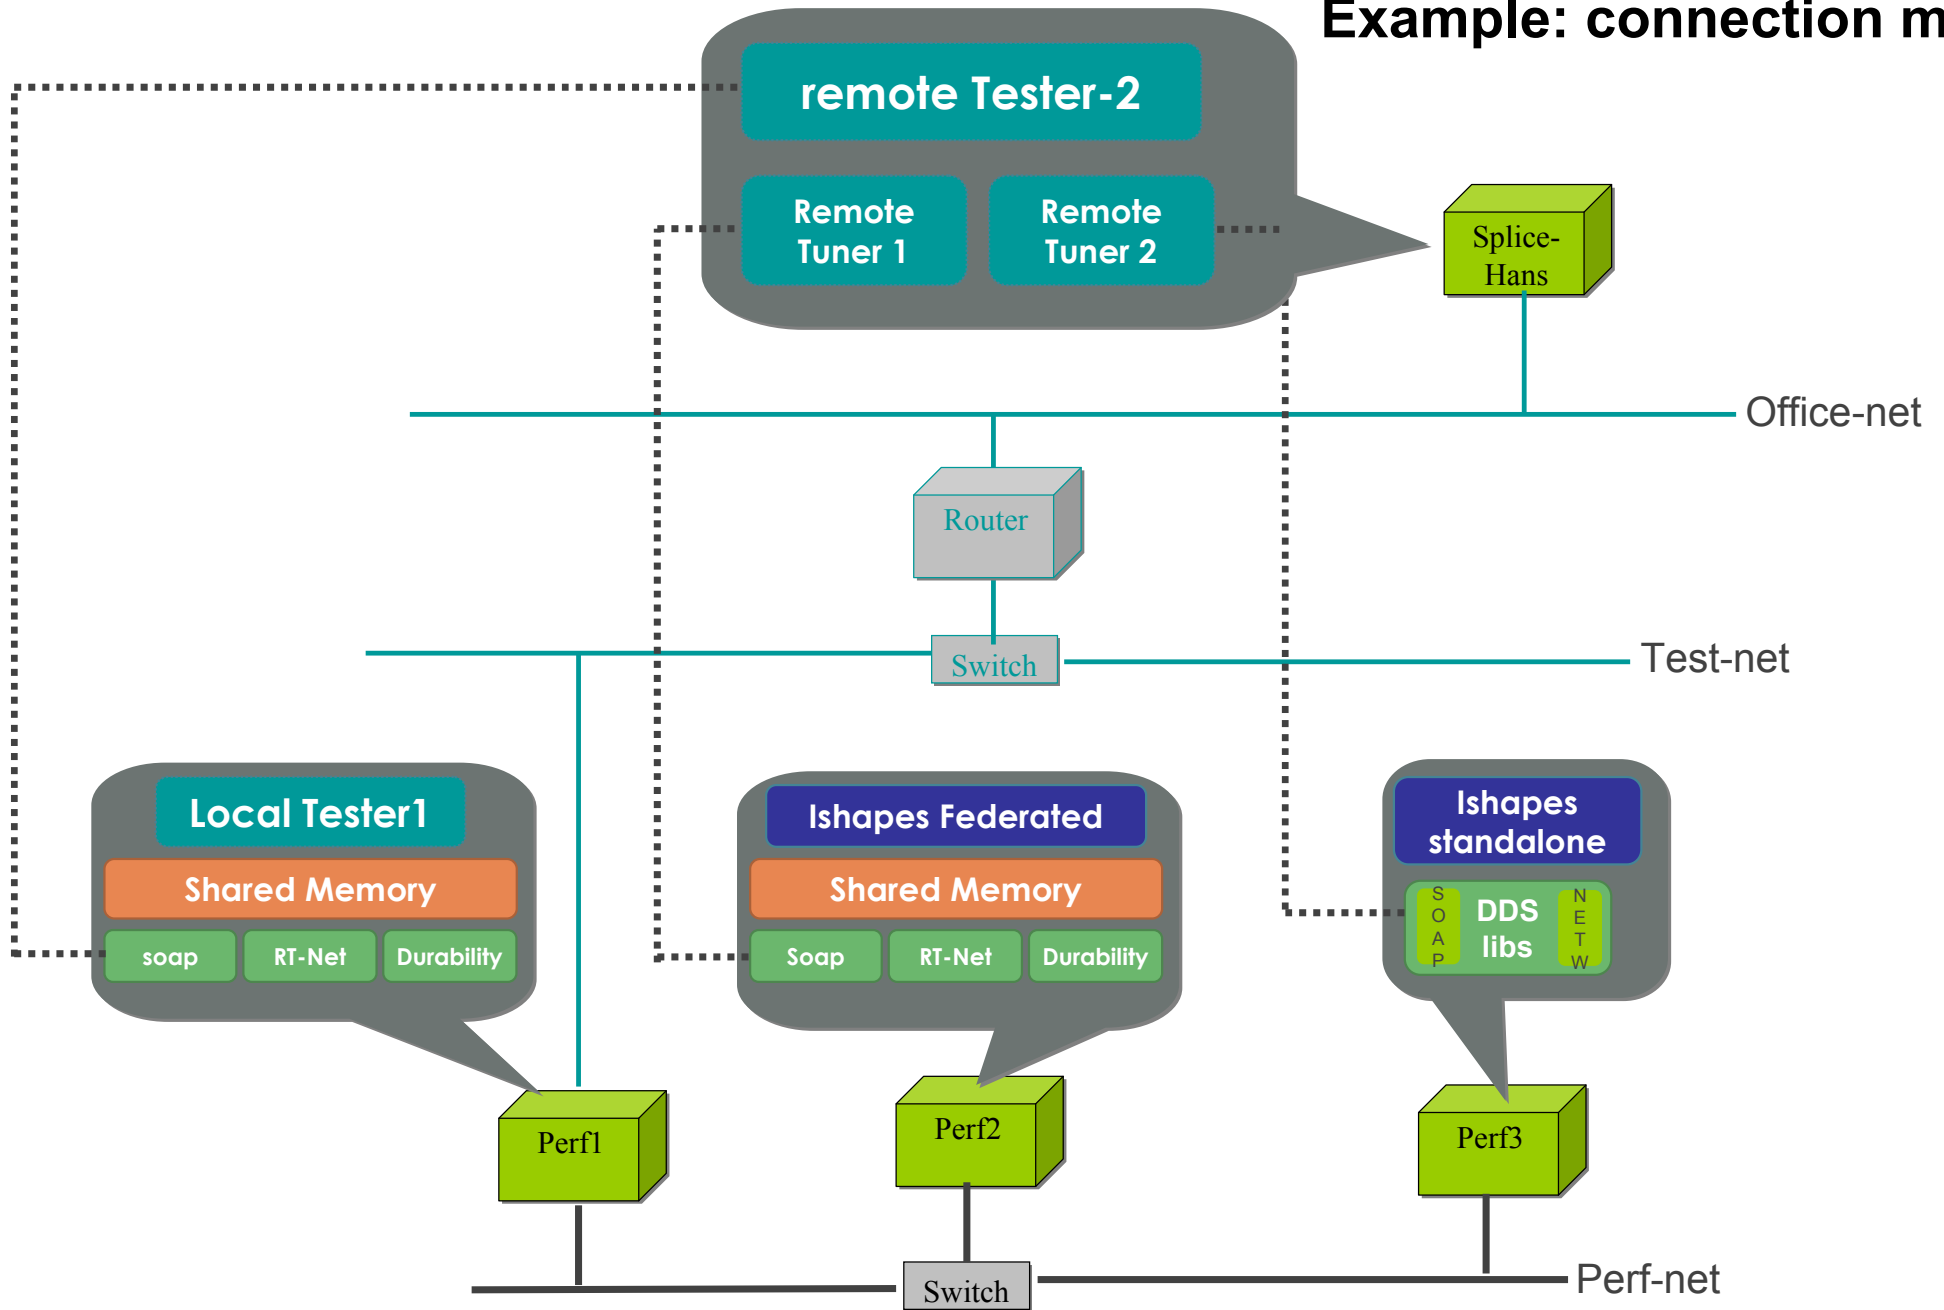 Example: connection m
remote Tester-2
Remote
Tuner 1
Remote
Tuner 2
Splice-
Hans
Office-net
Router
Switch
Test-net
Local Tester1
Shared Memory
soap
RT-Net
Durability
Ishapes Federated
Shared Memory
Soap
RT-Net
Durability
Ishapes
standalone
SOAP
DDS
libs
NETW
Perf1
Perf2
Perf3
Switch
Perf-net